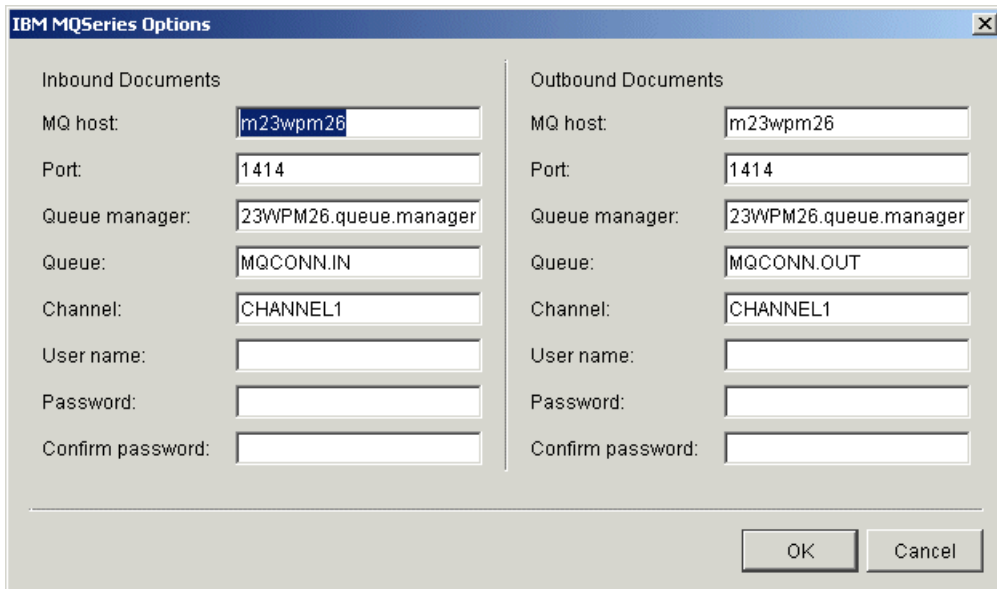 IBM MQSeries Options
Inbound Documents
MQ host: m23wpm26
Port: 1414
Queue manager: 23WPM26.queue.manager
Queue: MQCONN.IN
Channel: CHANNEL1
User name:
Password:
Confirm password:
Outbound Documents
MQ host: m23wpm26
Port: 1414
Queue manager: 23WPM26.queue.manager
Queue: MQCONN.OUT
Channel: CHANNEL1
User name:
Password:
Confirm password:
OK Cancel